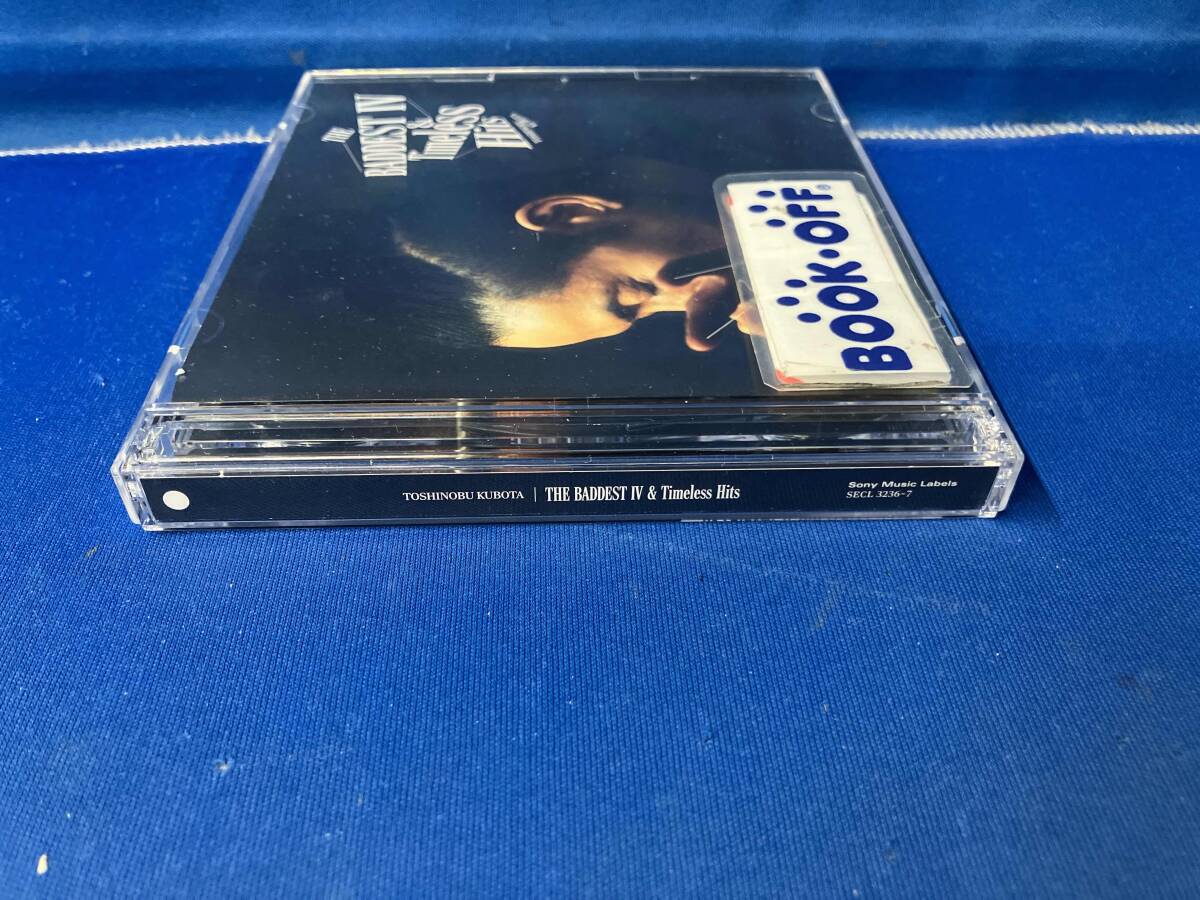 THE
BADDEST IV
&
Timeless
Hits
BOOK·OFF®
TOSHINOBU KUBOTA | THE BADDEST IV & Timeless Hits
Sony Music Labels
SECL 3236~7